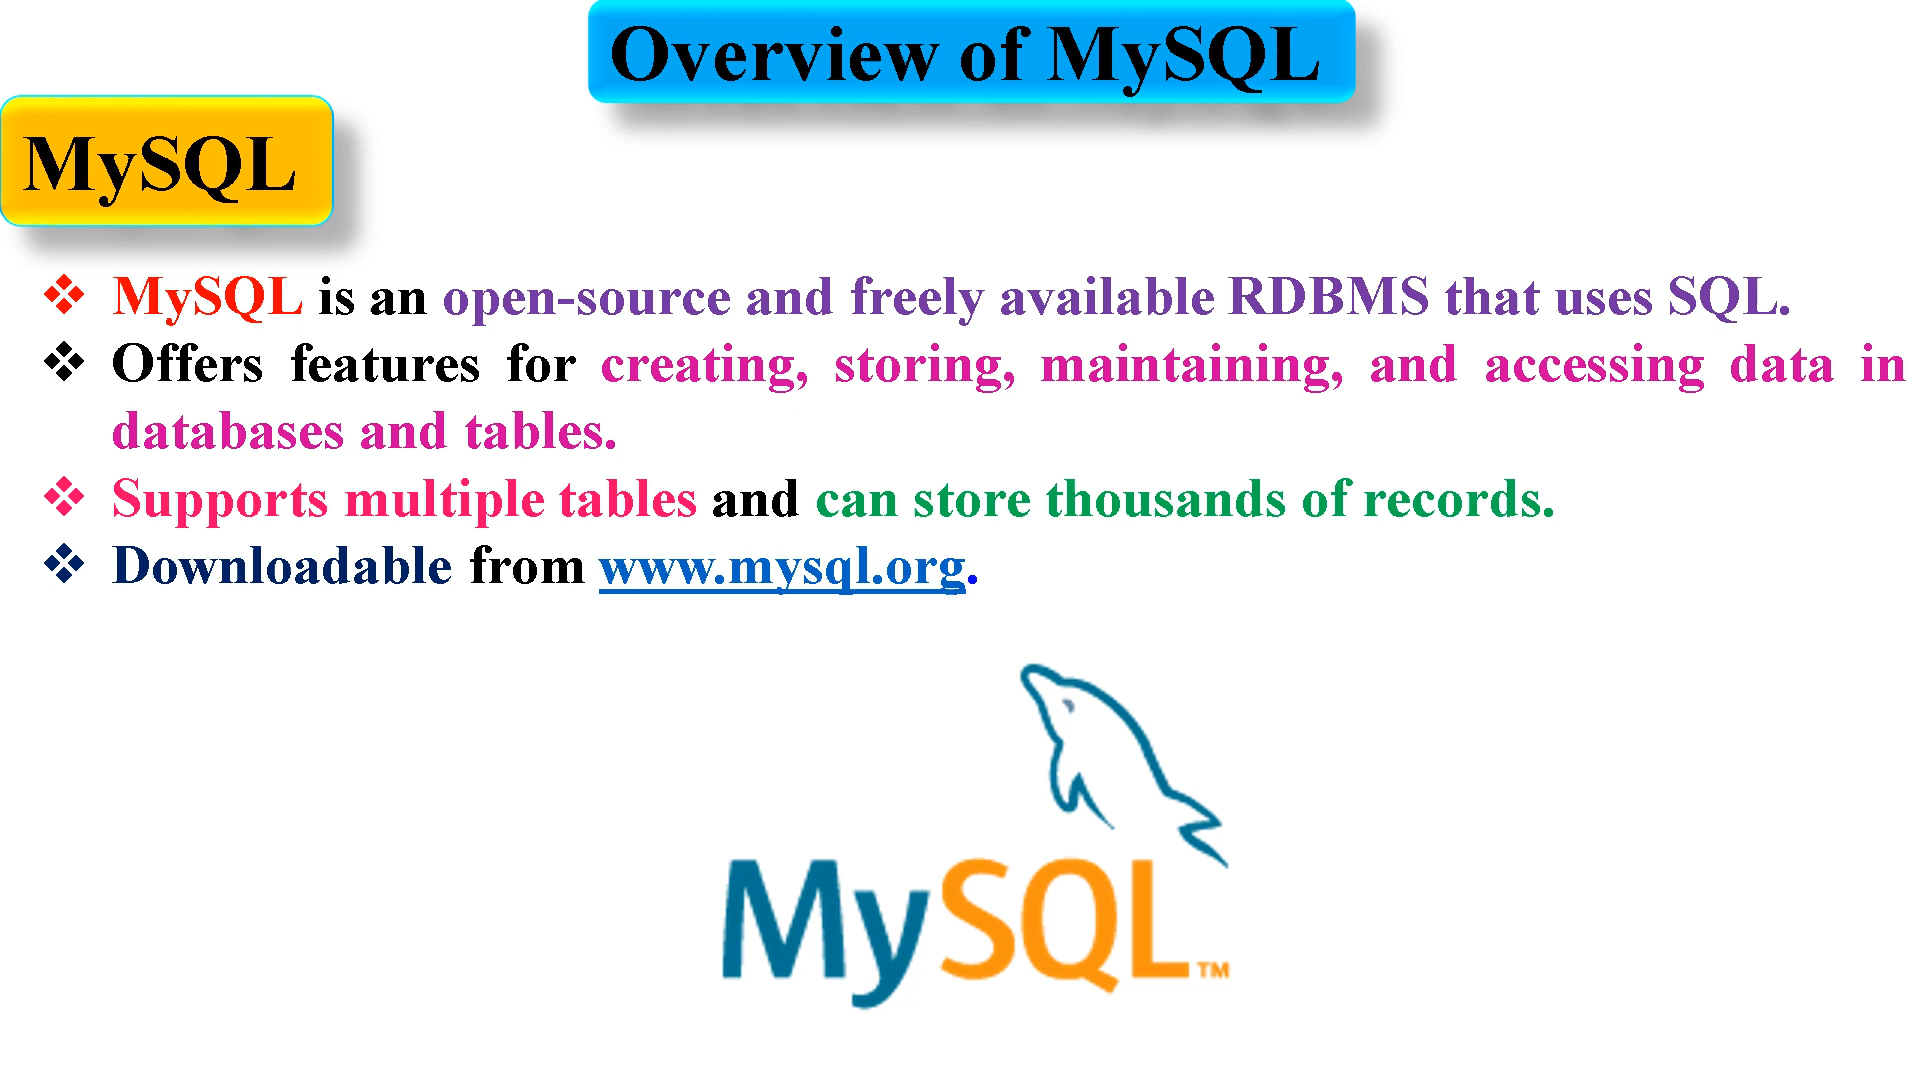 Overview of MySQL
MySQL
❖ MySQL is an open-source and freely available RDBMS that uses SQL.
❖ Offers features for creating, storing, maintaining, and accessing data in
databases and tables.
❖ Supports multiple tables and can store thousands of records.
❖ Downloadable from www.mysql.org.
MySQL™